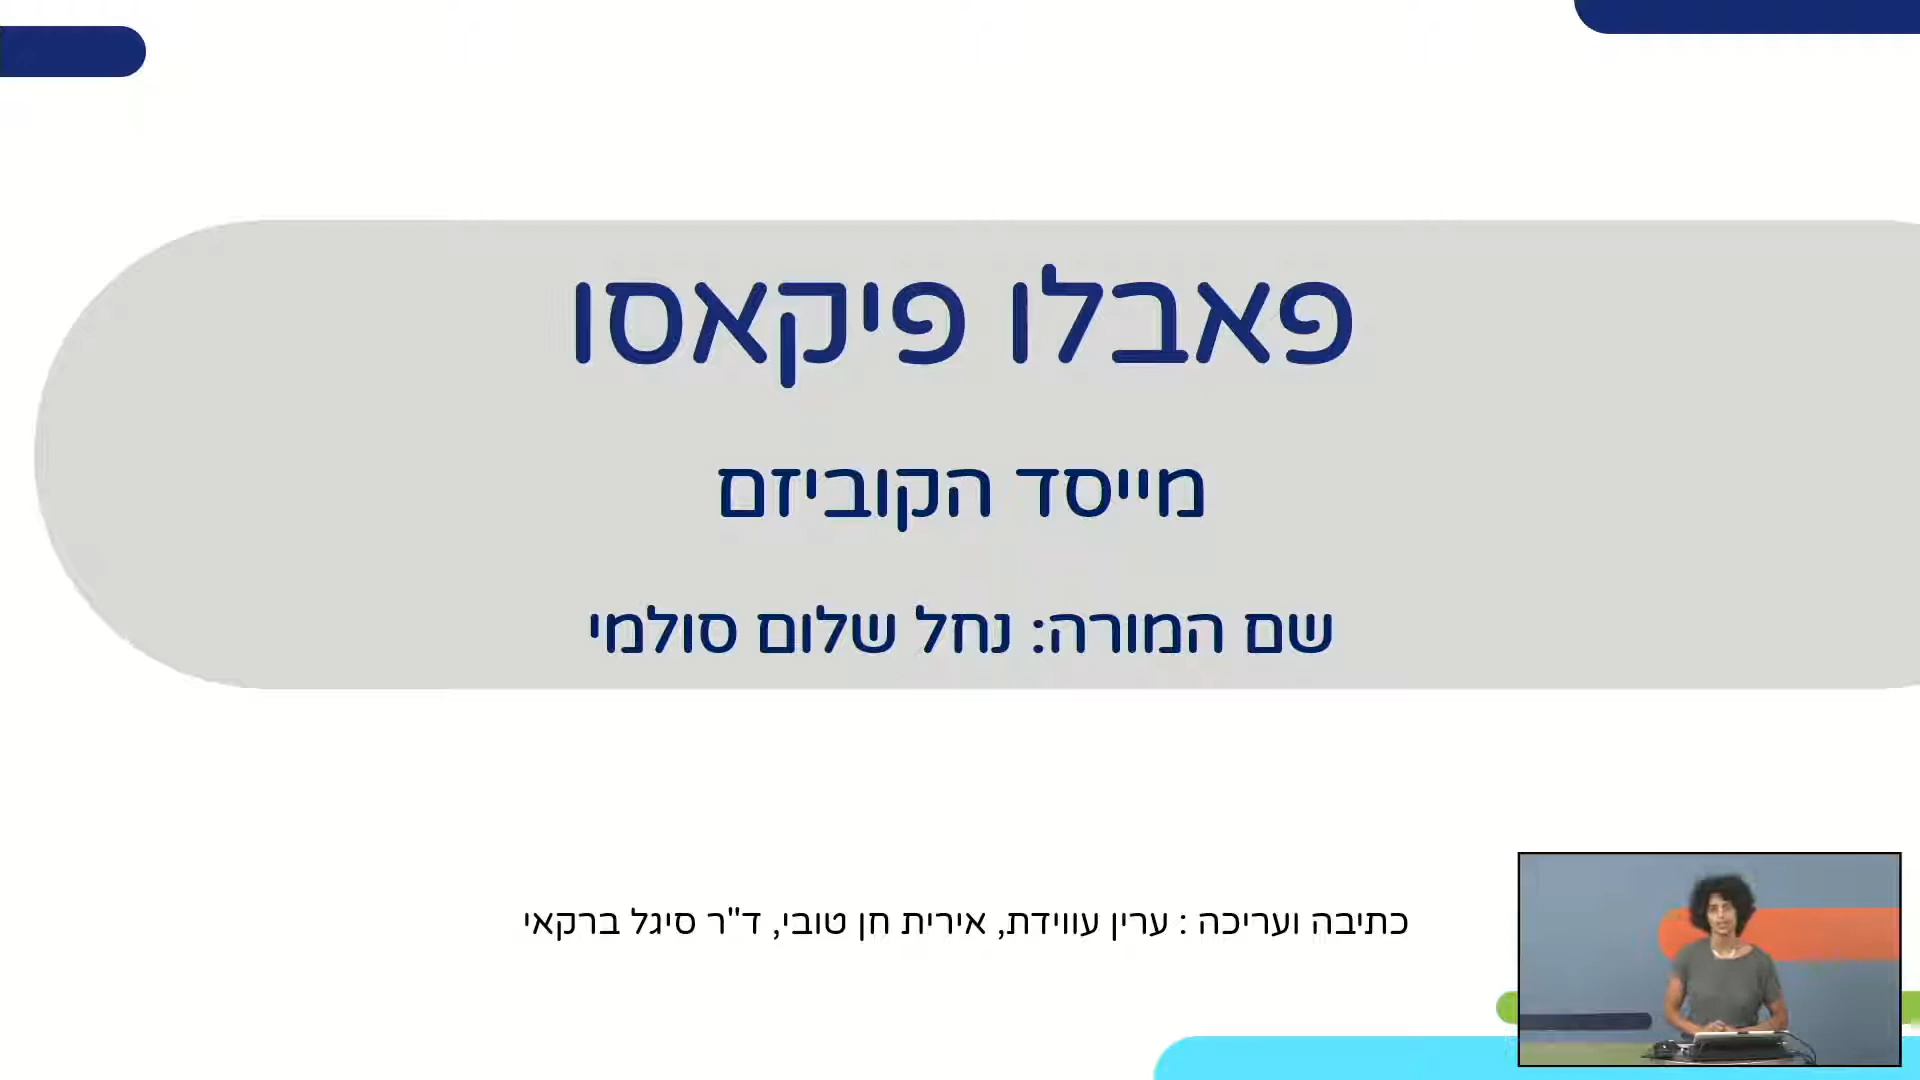 פאבלו פיקאסו
מייסד הקוביזם
שם המורה: נחל שלום סולמי
כתיבה ועריכה : ערין עווידת, אירית חן טובי, ד"ר סיגל ברקאי